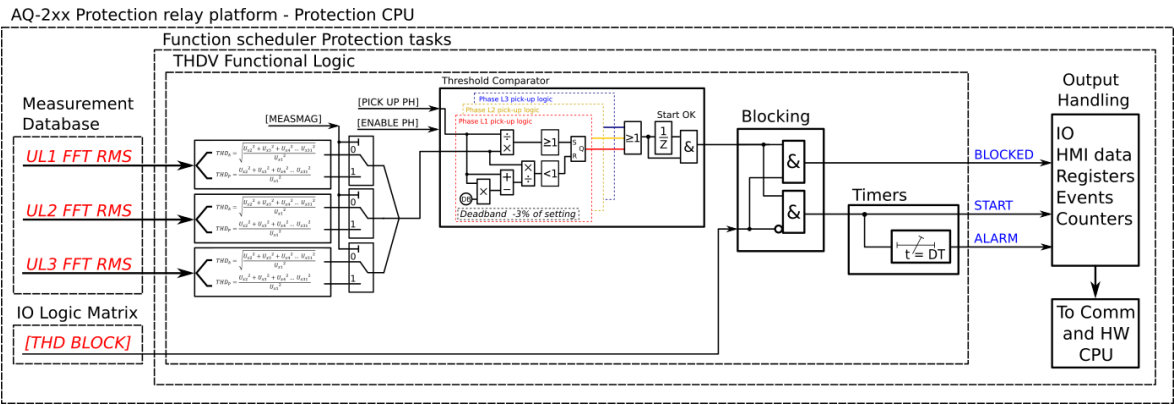 AQ-2xx Protection relay platform - Protection CPU
Function scheduler Protection tasks
THDV Functional Logic
Measurement
Database
UL1 FFT RMS
UL2 FFT RMS
UL3 FFT RMS
IO Logic Matrix
[THD BLOCK]
[MEASMAG]
0
1
0
1
0
1
[PICK UP PH]
[ENABLE PH]
Threshold Comparator
Phase L3 pick-up logic
Phase L2 pick-up logic
Phase L1 pick-up logic
÷
×
≥1
S
R
Q
+
−
×
÷
<1
×
DB
Deadband -3% of setting
≥1
Start OK
1
Z
&
Blocking
&
&
Timers
t = DT
BLOCKED
START
ALARM
Output
Handling
IO
HMI data
Registers
Events
Counters
To Comm
and HW
CPU